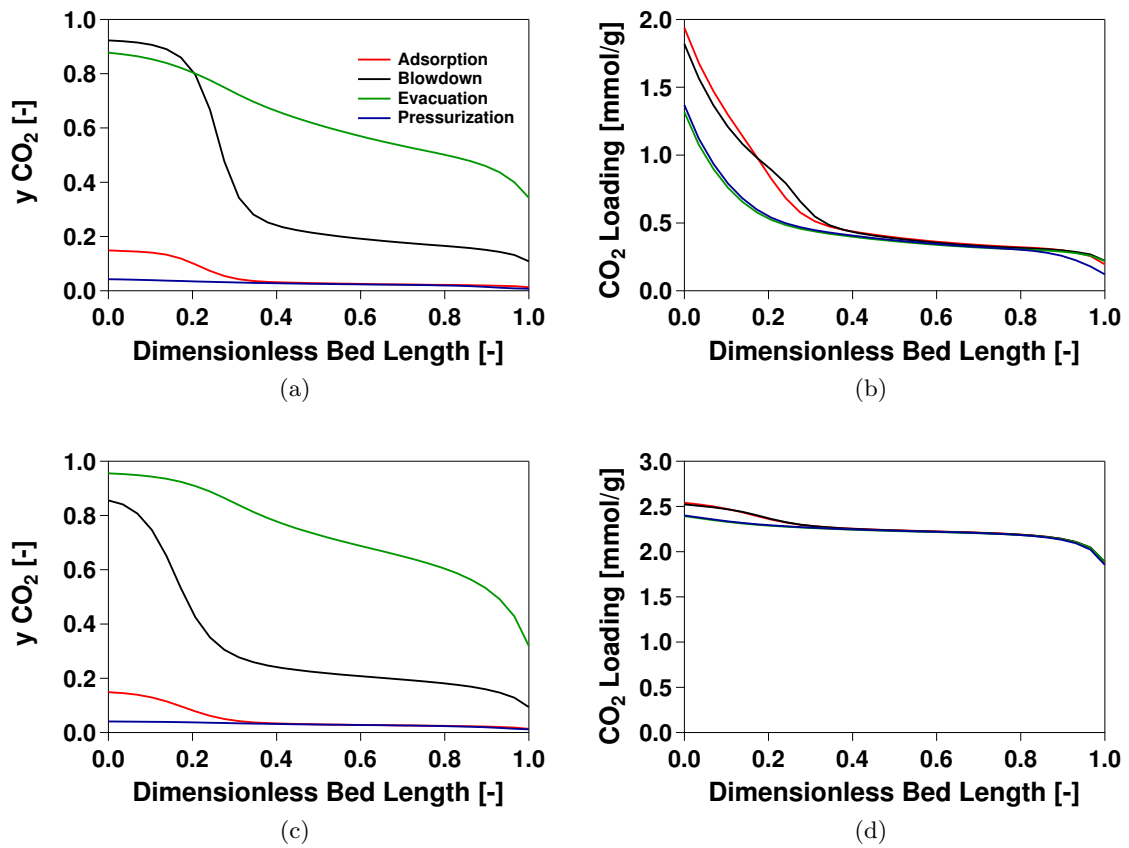 1.0
0.8
0.6
0.4
0.2
0.0
y CO₂ [-]
Adsorption
Blowdown
Evacuation
Pressurization
0.0 0.2 0.4 0.6 0.8 1.0
Dimensionless Bed Length [-]
(a)
2.0
1.5
1.0
0.5
0.0
CO₂ Loading [mmol/g]
0.0 0.2 0.4 0.6 0.8 1.0
Dimensionless Bed Length [-]
(b)
1.0
0.8
0.6
0.4
0.2
0.0
y CO₂ [-]
0.0 0.2 0.4 0.6 0.8 1.0
Dimensionless Bed Length [-]
(c)
3.0
2.5
2.0
1.5
1.0
0.5
0.0
CO₂ Loading [mmol/g]
0.0 0.2 0.4 0.6 0.8 1.0
Dimensionless Bed Length [-]
(d)